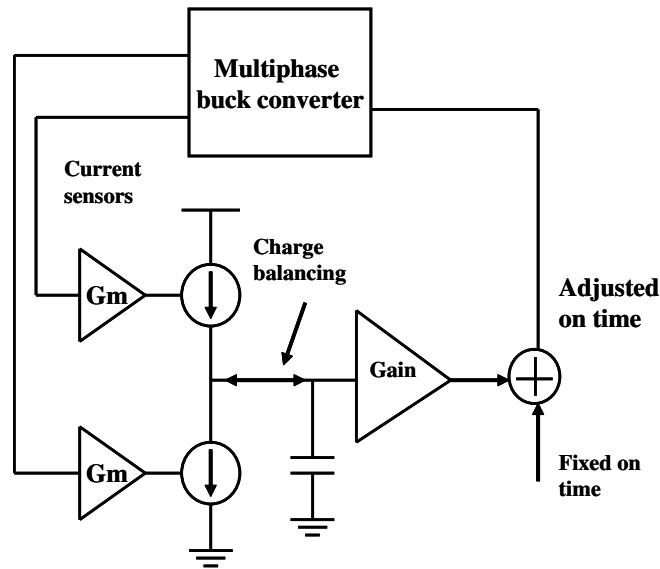 Multiphase
buck converter
Current
sensors
Charge
balancing
Gm
Adjusted
on time
Gain
Gm
Fixed on
time